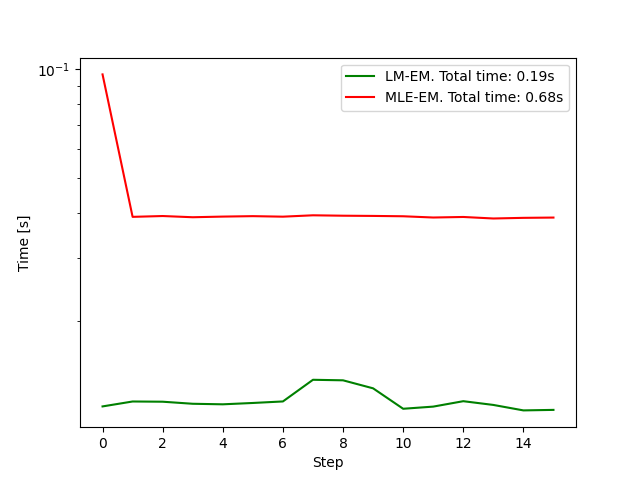 LM-EM. Total time: 0.19s
MLE-EM. Total time: 0.68s
10⁻¹
Time [s]
0 2 4 6 8 10 12 14
Step